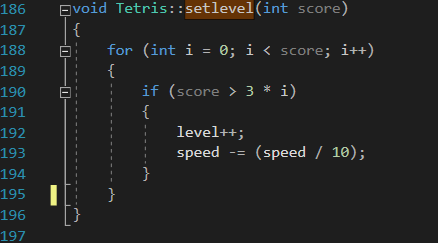 186 void Tetris::setlevel(int score)
187 {
188 for (int i = 0; i < score; i++)
189 {
190 if (score > 3 * i)
191 {
192 level++;
193 speed -= (speed / 10);
194 }
195 }
196 }
197